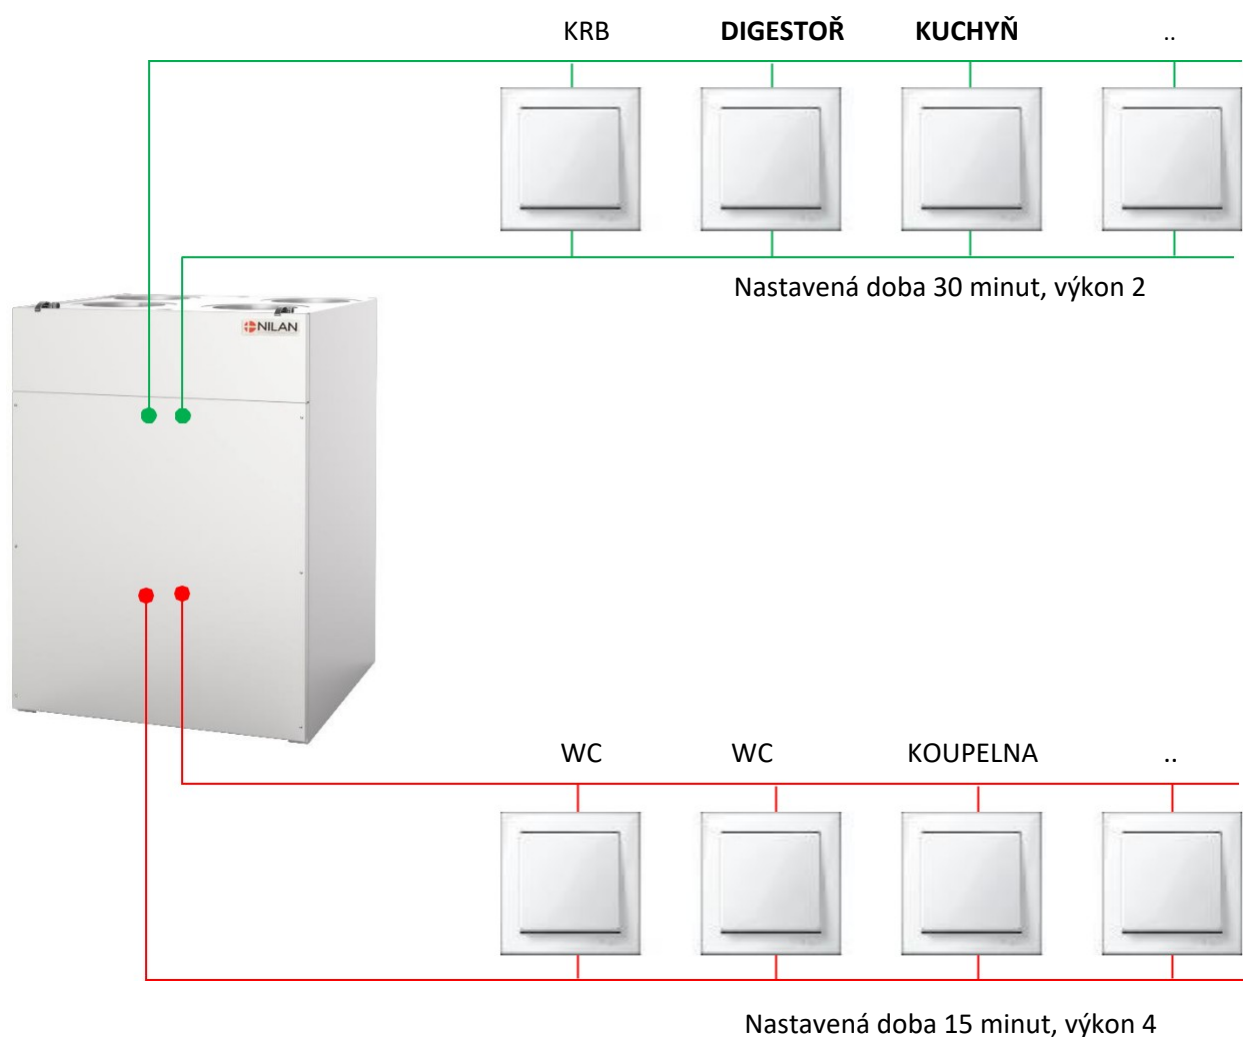 KRB DIGESTOŘ KUCHYŇ ..
Nastavená doba 30 minut, výkon 2
NILAN
WC WC KOUPELNA ..
Nastavená doba 15 minut, výkon 4